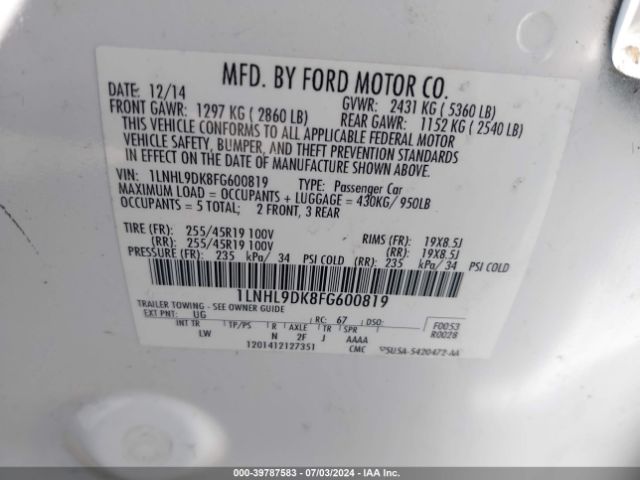 MFD. BY FORD MOTOR CO.
DATE: 12/14
GVWR: 2431 KG ( 5360 LB)
FRONT GAWR: 1297 KG ( 2860 LB)
REAR GAWR: 1152 KG ( 2540 LB)
THIS VEHICLE CONFORMS TO ALL APPLICABLE FEDERAL MOTOR
VEHICLE SAFETY, BUMPER, AND THEFT PREVENTION STANDARDS
IN EFFECT ON THE DATE OF MANUFACTURE SHOWN ABOVE.
VIN: 1LNHL9DK8FG600819 TYPE: Passenger Car
MAXIMUM LOAD = OCCUPANTS + LUGGAGE = 430KG/ 950LB
OCCUPANTS = 5 TOTAL; 2 FRONT, 3 REAR
TIRE (FR): 255/45R19 100V RIMS (FR): 19X8.5J
(RR): 255/45R19 100V (RR): 19X8.5J
PRESSURE (FR): 235 kPa/ 34 PSI COLD (RR): 235 kPa/ 34 PSI COLD
1LNHL9DK8FG600819
TRAILER TOWING - SEE OWNER GUIDE
EXT PNT: UG RC: 67 DSO: F0053
INT TR TP/PS R AXLE TR SPR R0028
LW N 2F J AAAA
1201412127351 CMC 5U5A-5420472-AA
000-39787583 - 07/03/2024 - IAA, Inc.